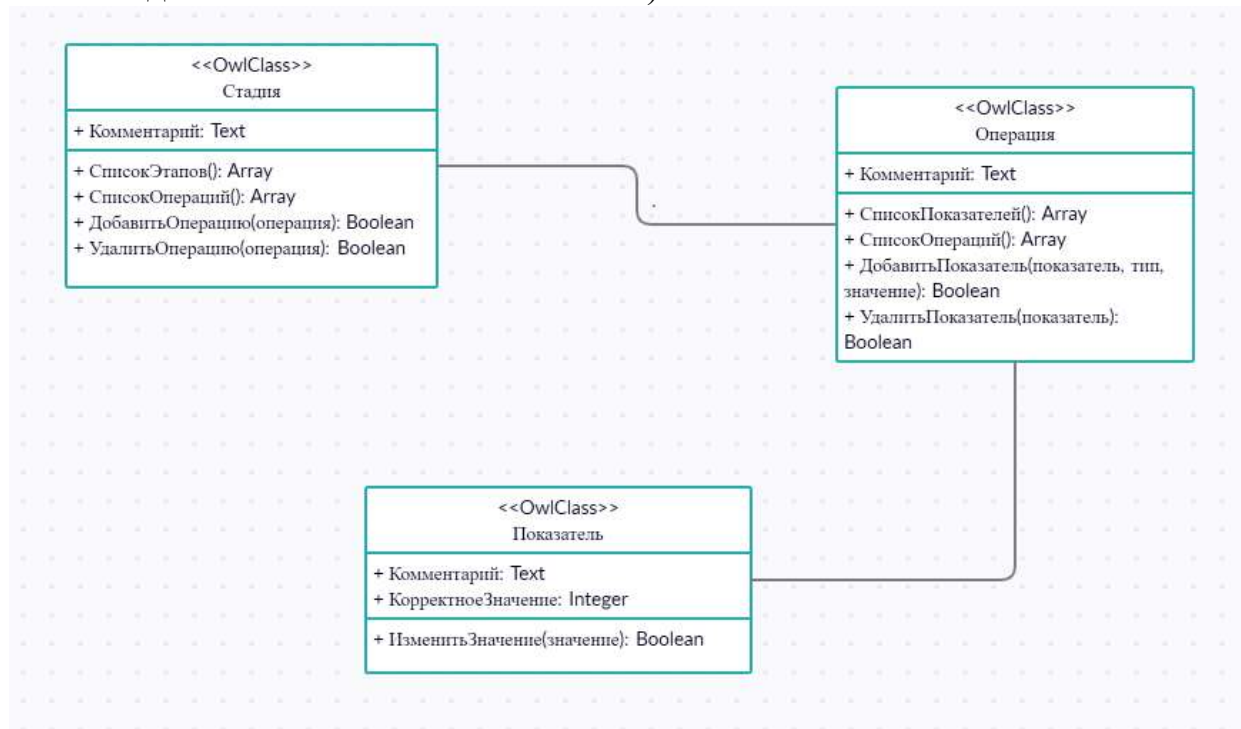 <<OwlClass>>
Стадия
+ Комментарий: Text
+ СписокЭтапов(): Array
+ СписокОпераций(): Array
+ ДобавитьОперацию(операция): Boolean
+ УдалитьОперацию(операция): Boolean
<<OwlClass>>
Операция
+ Комментарий: Text
+ СписокПоказателей(): Array
+ СписокОпераций(): Array
+ ДобавитьПоказатель(показатель, тип,
значение): Boolean
+ УдалитьПоказатель(показатель):
Boolean
<<OwlClass>>
Показатель
+ Комментарий: Text
+ КорректноеЗначение: Integer
+ ИзменитьЗначение(значение): Boolean